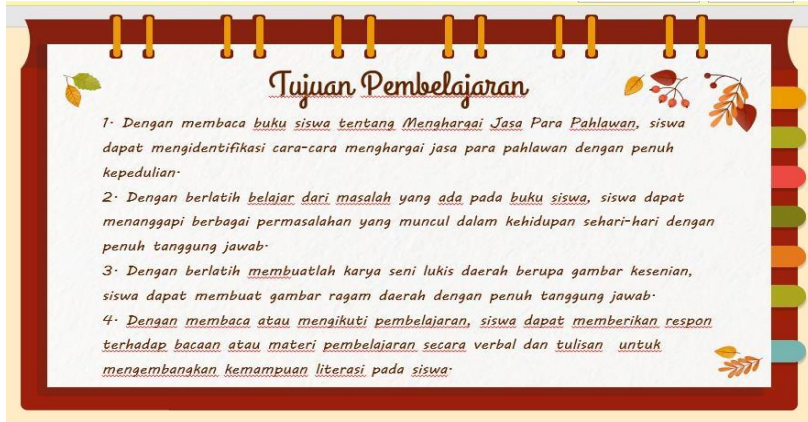 Tujuan Pembelajaran
1. Dengan membaca buku siswa tentang Menghargai Jasa Para Pahlawan, siswa
dapat mengidentifikasi cara-cara menghargai jasa para pahlawan dengan penuh
kepedulian.
2. Dengan berlatih belajar dari masalah yang ada pada buku siswa, siswa dapat
menanggapi berbagai permasalahan yang muncul dalam kehidupan sehari-hari dengan
penuh tanggung jawab.
3. Dengan berlatih membuatlah karya seni lukis daerah berupa gambar kesenian,
siswa dapat membuat gambar ragam daerah dengan penuh tanggung jawab.
4. Dengan membaca atau mengikuti pembelajaran, siswa dapat memberikan respon
terhadap bacaan atau materi pembelajaran secara verbal dan tulisan untuk
mengembangkan kemampuan literasi pada siswa.